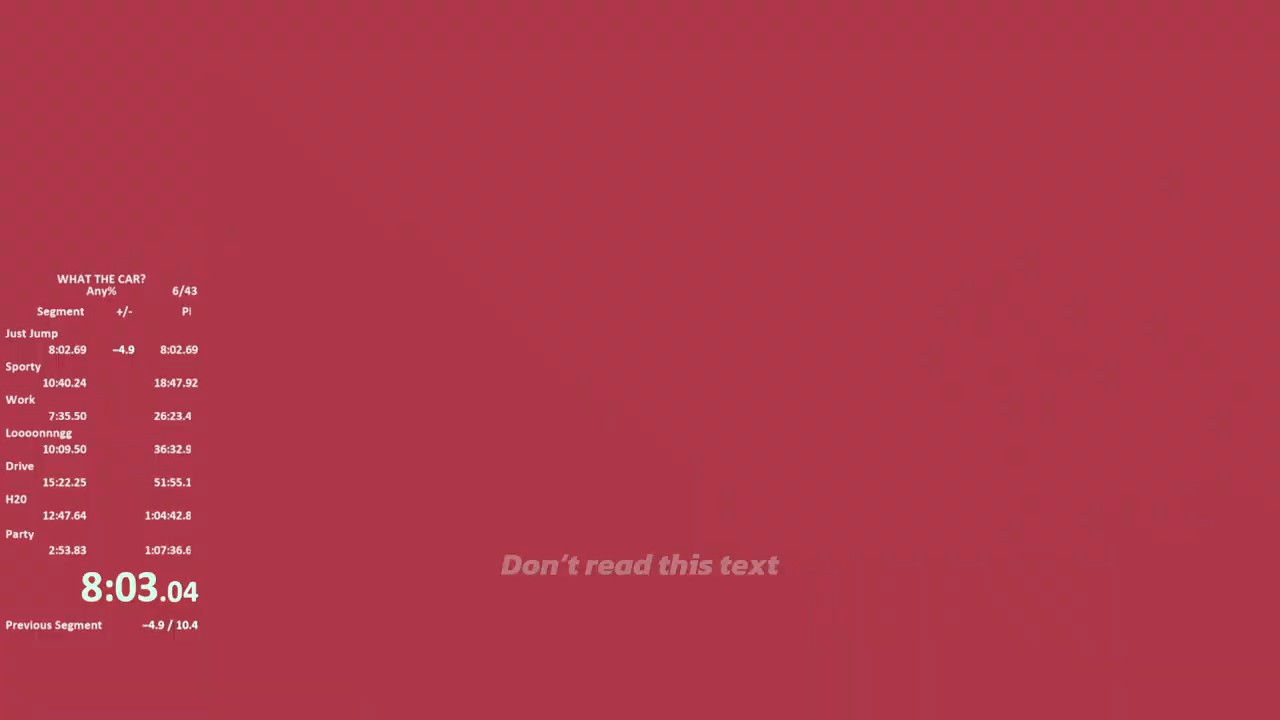 WHAT THE CAR?
Any% 6/43
Segment +/- P
Just Jump
8:02.69 −4.9 8:02.69
Sporty
10:40.24 18:47.92
Work
7:35.50 26:23.4
Loooonnngg
10:09.50 36:32.9
Drive
15:22.25 51:55.1
H20
12:47.64 1:04:42.8
Party
2:53.83 1:07:36.6
Don't read this text
8:03.04
Previous Segment −4.9 / 10.4